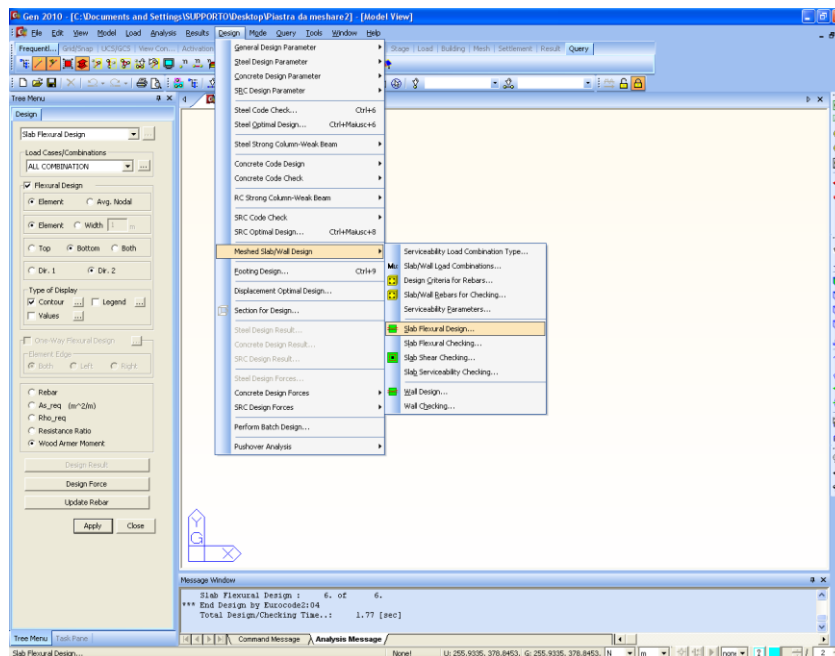 Gen 2010 - [C:\Documents and Settings\SUPPORTO\Desktop\Piastra da meshare2] - [Model View]
File Edit View Model Load Analysis Results Design Mode Query Tools Window Help
Frequentl... Grid/Snap UCS/GCS View Con... Activation Stage Load Building Mesh Settlement Result Query
Tree Menu
Design
Slab Flexural Design
Load Cases/Combinations
ALL COMBINATION
Flexural Design
Element Avg. Nodal
Element Width 1 m
Top Bottom Both
Dir. 1 Dir. 2
Type of Display
Contour Legend
Values
One-Way Flexural Design
Element Edge
Both Left Right
Rebar
As_req (m^2/m)
Rho_req
Resistance Ratio
Wood Armer Moment
Design Result
Design Force
Update Rebar
Apply Close
General Design Parameter
Steel Design Parameter
Concrete Design Parameter
SRC Design Parameter
Steel Code Check... Ctrl+6
Steel Optimal Design... Ctrl+Maiusc+6
Steel Strong Column-Weak Beam
Concrete Code Design
Concrete Code Check
RC Strong Column-Weak Beam
SRC Code Check
SRC Optimal Design... Ctrl+Maiusc+8
Meshed Slab/Wall Design
Footing Design... Ctrl+9
Displacement Optimal Design...
Section for Design...
Steel Design Result...
Concrete Design Result...
SRC Design Result...
Steel Design Forces...
Concrete Design Forces
SRC Design Forces
Perform Batch Design...
Pushover Analysis
Serviceability Load Combination Type...
Slab/Wall Load Combinations...
Design Criteria for Rebars...
Slab/Wall Rebars for Checking...
Serviceability Parameters...
Slab Flexural Design...
Slab Flexural Checking...
Slab Shear Checking...
Slab Serviceability Checking...
Wall Design...
Wall Checking...
Y
G
X
Message Window
Slab Flexural Design : 6. of 6.
*** End Design by Eurocode2:04
Total Design/Checking Time..: 1.77 [sec]
Tree Menu Task Pane
Command Message Analysis Message
Slab Flexural Design... None! U: 255.9335, 378.8453, G: 255.9335, 378.8453, N m non 2